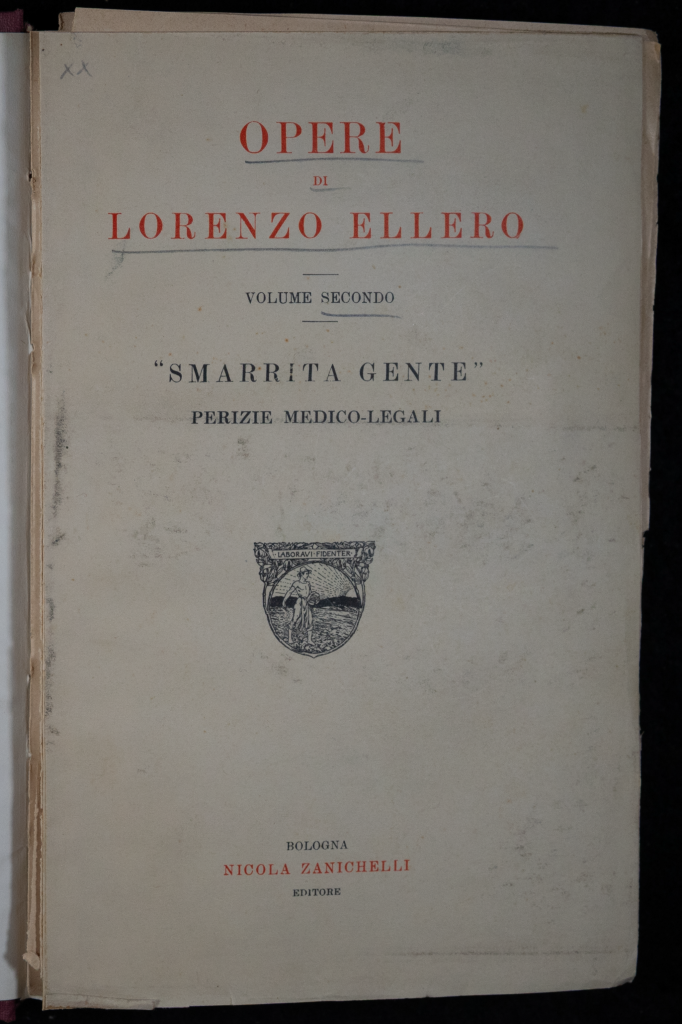 XX
OPERE
DI
LORENZO ELLERO
VOLUME SECONDO
"SMARRITA GENTE"
PERIZIE MEDICO-LEGALI
LABORAVI·FIDENTER
BOLOGNA
NICOLA ZANICHELLI
EDITORE